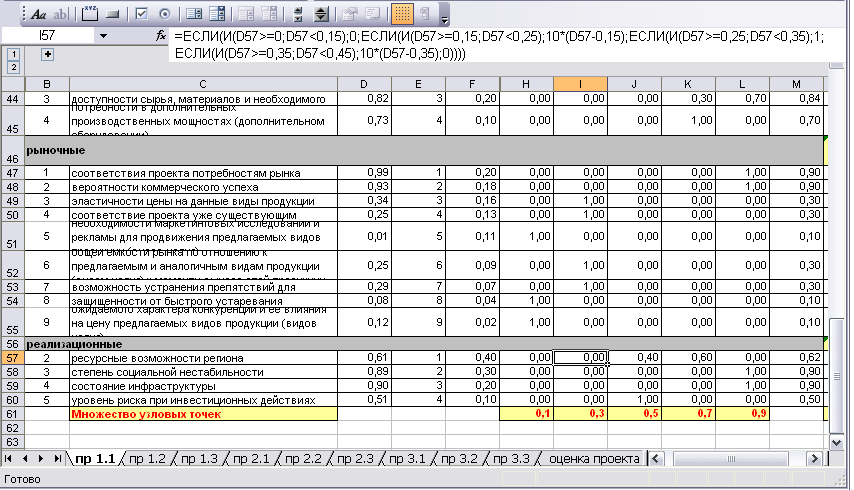 Aa ab|
I57 fx =ЕСЛИ(И(D57>=0;D57<0,15);0;ЕСЛИ(И(D57>=0,15;D57<0,25);10*(D57-0,15);ЕСЛИ(И(D57>=0,25;D57<0,35);1;
ЕСЛИ(И(D57>=0,35;D57<0,45);10*(D57-0,35);0))))
1
2
B C D E F H I J K L M
44 3 доступности сырья, материалов и необходимого 0,82 3 0,20 0,00 0,00 0,00 0,30 0,70 0,84
потребности в дополнительных
45 4 производственных мощностях (дополнительном 0,73 4 0,10 0,00 0,00 0,00 1,00 0,00 0,70
оборудовании)
46 рыночные
47 1 соответствия проекта потребностям рынка 0,99 1 0,20 0,00 0,00 0,00 0,00 1,00 0,90
48 2 вероятности коммерческого успеха 0,93 2 0,18 0,00 0,00 0,00 0,00 1,00 0,90
49 3 эластичности цены на данные виды продукции 0,34 3 0,16 0,00 1,00 0,00 0,00 0,00 0,30
50 4 соответствие проекта уже существующим 0,25 4 0,13 0,00 1,00 0,00 0,00 0,00 0,30
необходимости маркетинговых исследований и
51 5 рекламы для продвижения предлагаемых видов 0,01 5 0,11 1,00 0,00 0,00 0,00 0,00 0,10
общей емкости рынка по отношению к
52 6 предлагаемым и аналогичным видам продукции 0,25 6 0,09 0,00 1,00 0,00 0,00 0,00 0,30
53 7 возможность устранения препятствий для 0,29 7 0,07 0,00 1,00 0,00 0,00 0,00 0,30
54 8 защищенности от быстрого устаревания 0,08 8 0,04 1,00 0,00 0,00 0,00 0,00 0,10
ожидаемого характера конкуренции и ее влияния
55 9 на цену предлагаемых видов продукции (видов 0,12 9 0,02 1,00 0,00 0,00 0,00 0,00 0,10
56 реализационные
57 2 ресурсные возможности региона 0,61 1 0,40 0,00 0,00 0,40 0,60 0,00 0,62
58 3 степень социальной нестабильности 0,89 2 0,30 0,00 0,00 0,00 0,00 1,00 0,90
59 4 состояние инфраструктуры 0,90 3 0,20 0,00 0,00 0,00 0,00 1,00 0,90
60 5 уровень риска при инвестиционных действиях 0,51 4 0,10 0,00 0,00 1,00 0,00 0,00 0,50
61 Множество узловых точек 0,1 0,3 0,5 0,7 0,9
62
63
пр 1.1 пр 1.2 пр 1.3 пр 2.1 пр 2.2 пр 2.3 пр 3.1 пр 3.2 пр 3.3 оценка проекта
Готово